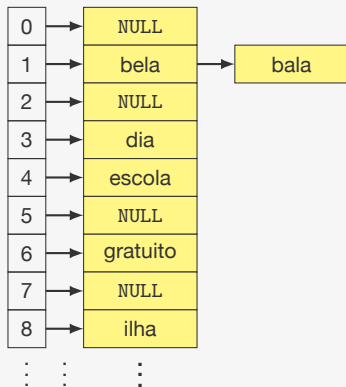 0 NULL
1 bela bala
2 NULL
3 dia
4 escola
5 NULL
6 gratuito
7 NULL
8 ilha